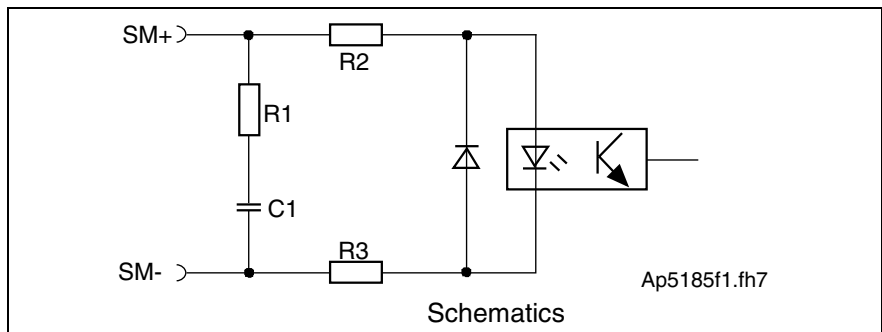 SM+
R2
R1
C1
R3
SM-
Ap5185f1.fh7
Schematics